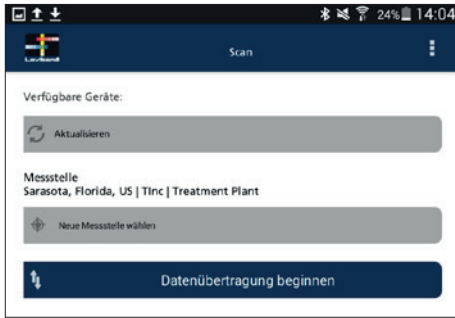 24% 14:04
Lovibond
Scan
Verfügbare Geräte:
Aktualisieren
Messstelle
Sarasota, Florida, US | TInc | Treatment Plant
Neue Messstelle wählen
Datenübertragung beginnen